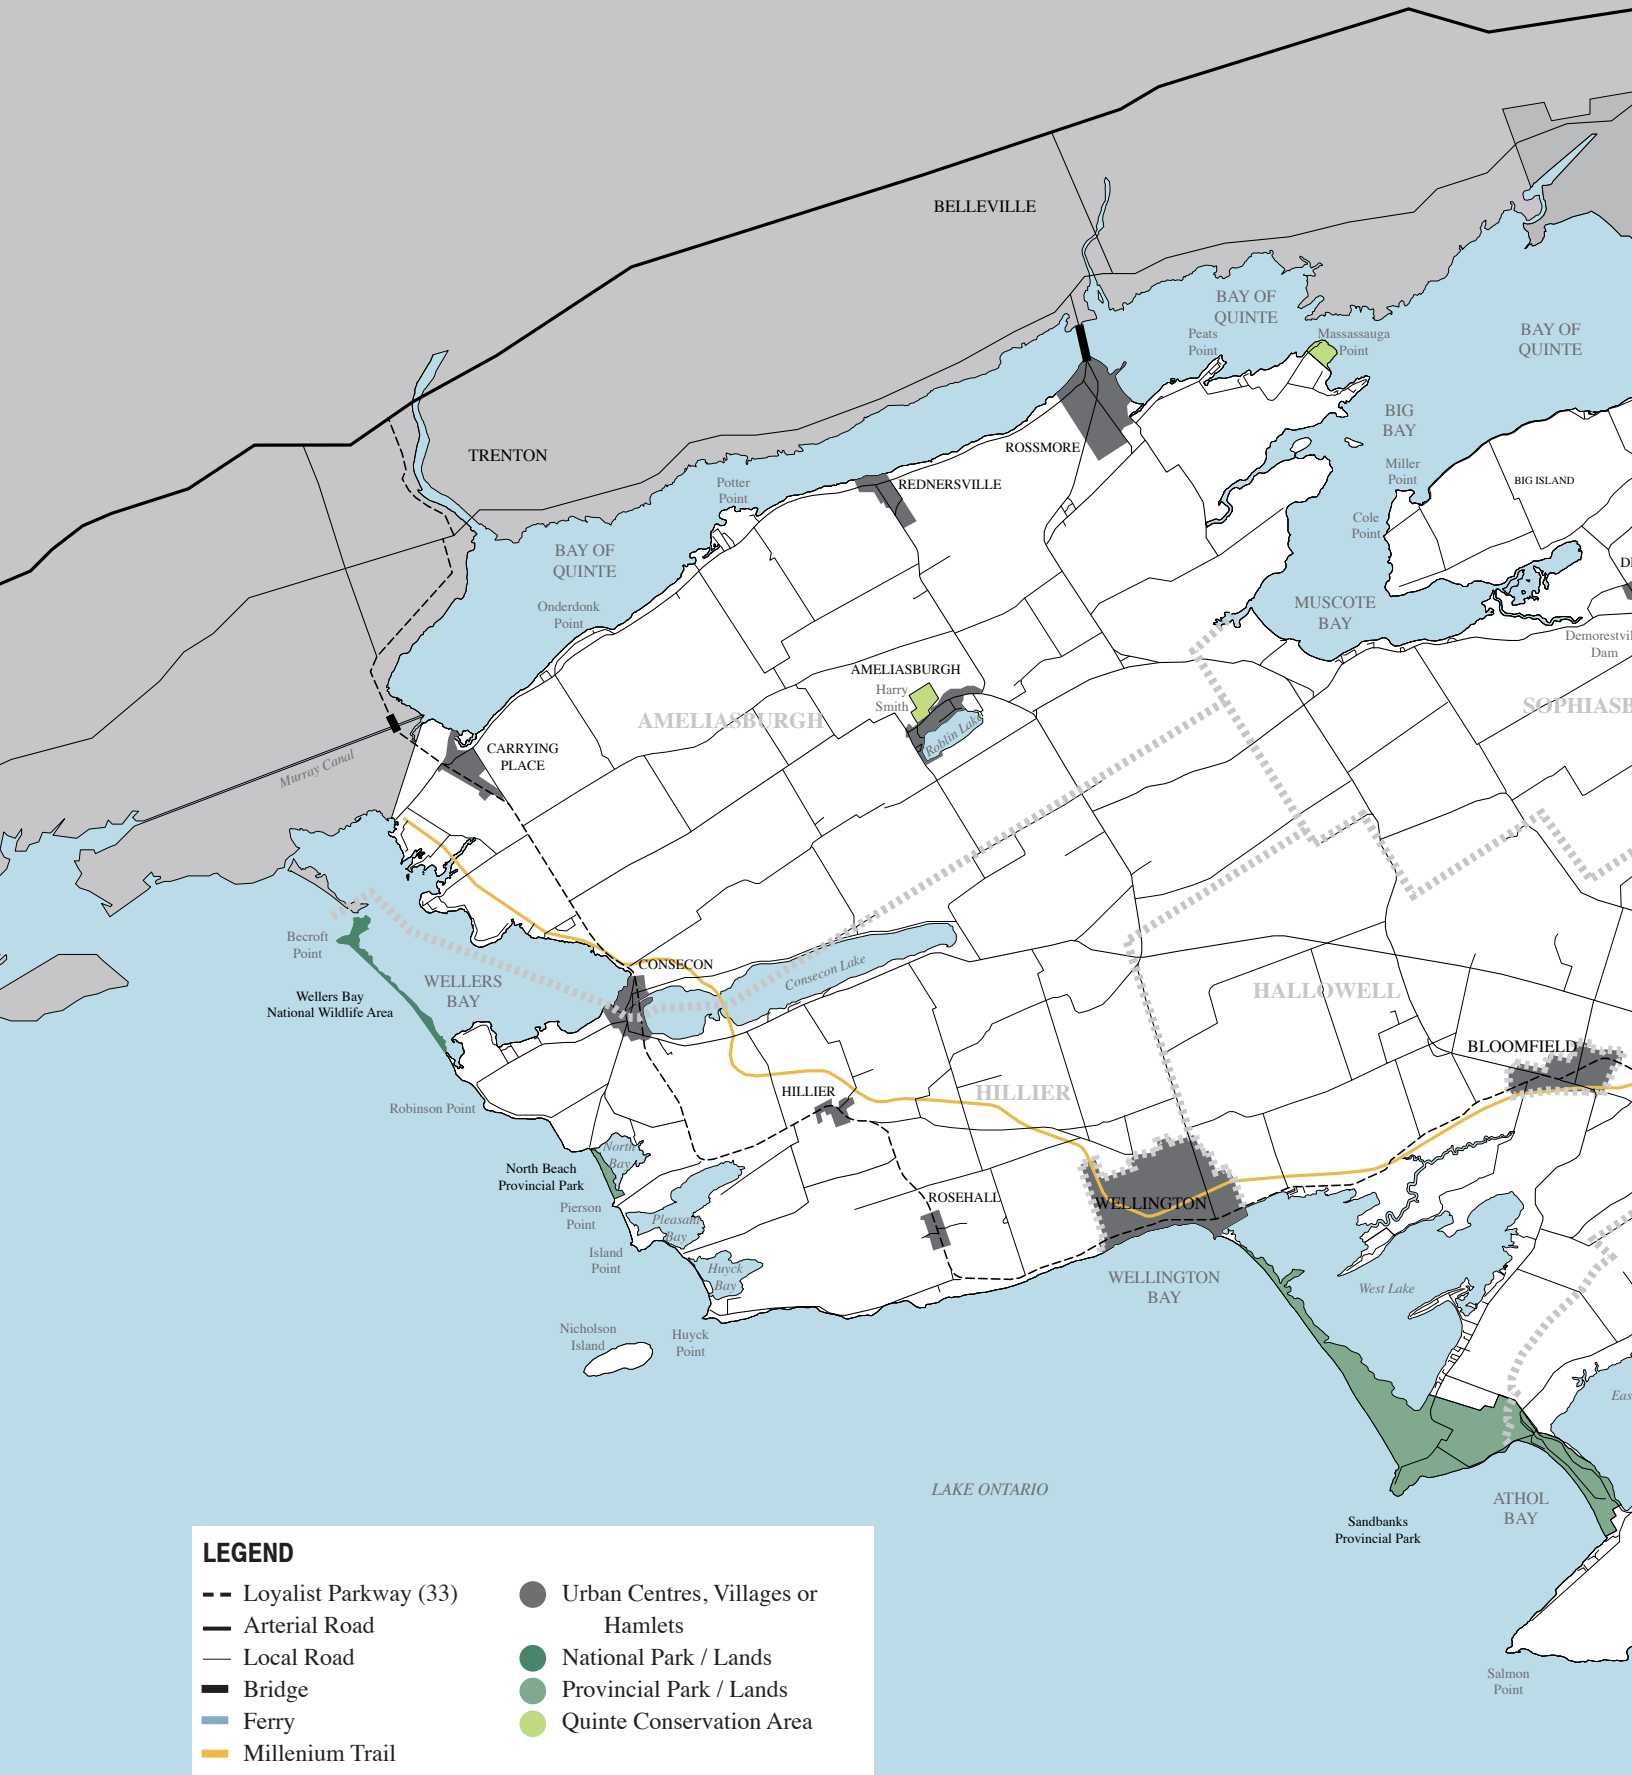 BELLEVILLE
BAY OF
QUINTE
Peats
Point
Massassauga
Point
BAY OF
QUINTE
BIG
BAY
TRENTON
ROSSMORE
Miller
Point
BIG ISLAND
Potter
Point
REDNERSVILLE
Cole
Point
BAY OF
QUINTE
Onderdonk
Point
MUSCOTE
BAY
Demorestvil
Dam
AMELIASBURGH
Harry
Smith
AMELIASBURGH
SOPHIASB
Roblin Lake
CARRYING
PLACE
Murray Canal
Becroft
Point
CONSECON
Consecon Lake
WELLERS
BAY
Wellers Bay
National Wildlife Area
HALLOWELL
BLOOMFIELD
HILLIER
HILLIER
Robinson Point
North
Bay
North Beach
Provincial Park
Pierson
Point
Pleasant
Bay
ROSEHALL
WELLINGTON
Island
Point
Huyck
Bay
WELLINGTON
BAY
West Lake
Nicholson
Island
Huyck
Point
Eas
LAKE ONTARIO
ATHOL
BAY
Sandbanks
Provincial Park
Salmon
Point
LEGEND
Loyalist Parkway (33)
Arterial Road
Local Road
Bridge
Ferry
Millenium Trail
Urban Centres, Villages or
Hamlets
National Park / Lands
Provincial Park / Lands
Quinte Conservation Area